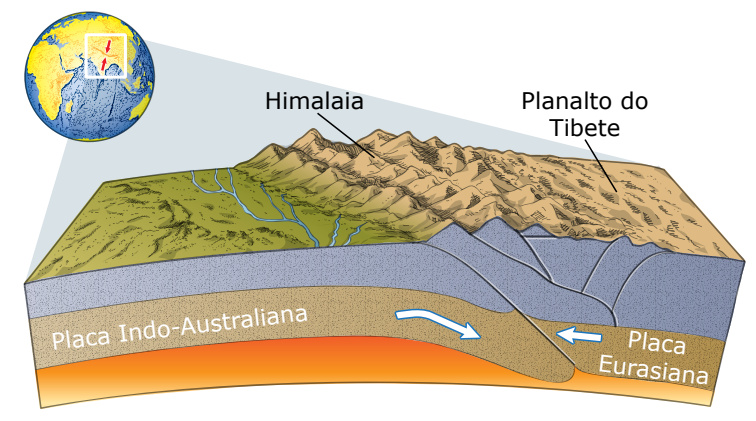 Himalaia
Planalto do
Tibete
Placa Indo-Australiana
Placa
Eurasiana